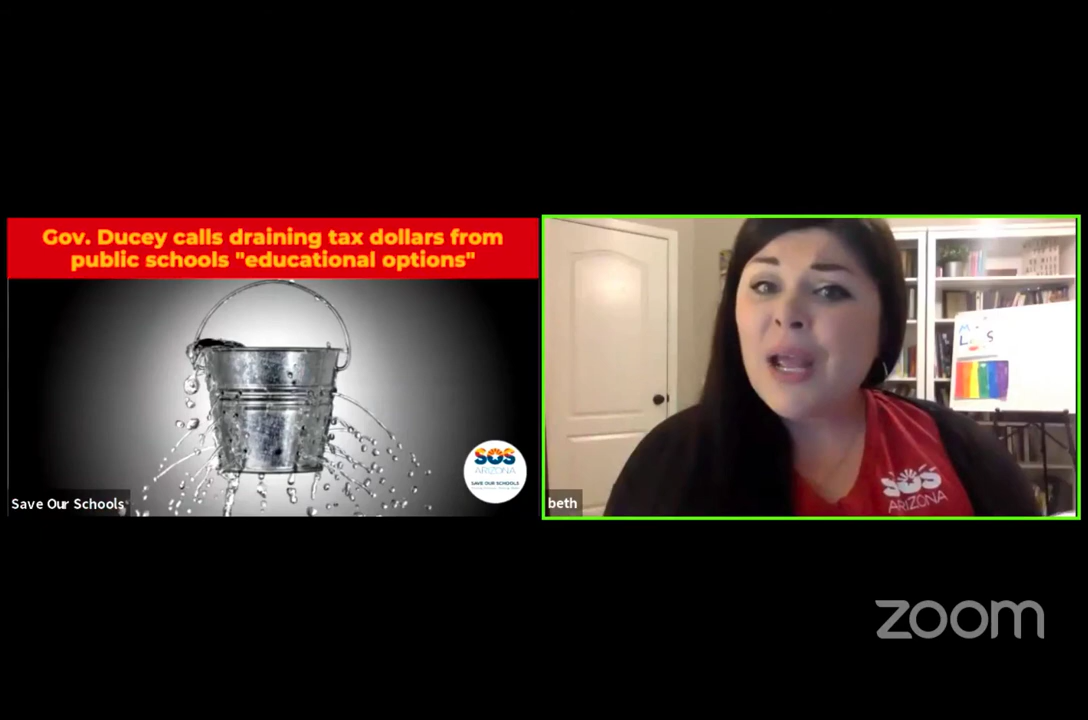 Gov. Ducey calls draining tax dollars from
public schools "educational options"
SOS
ARIZONA
SAVE OUR SCHOOLS
Save Our Schools
beth
SOS
ARIZONA
zoom